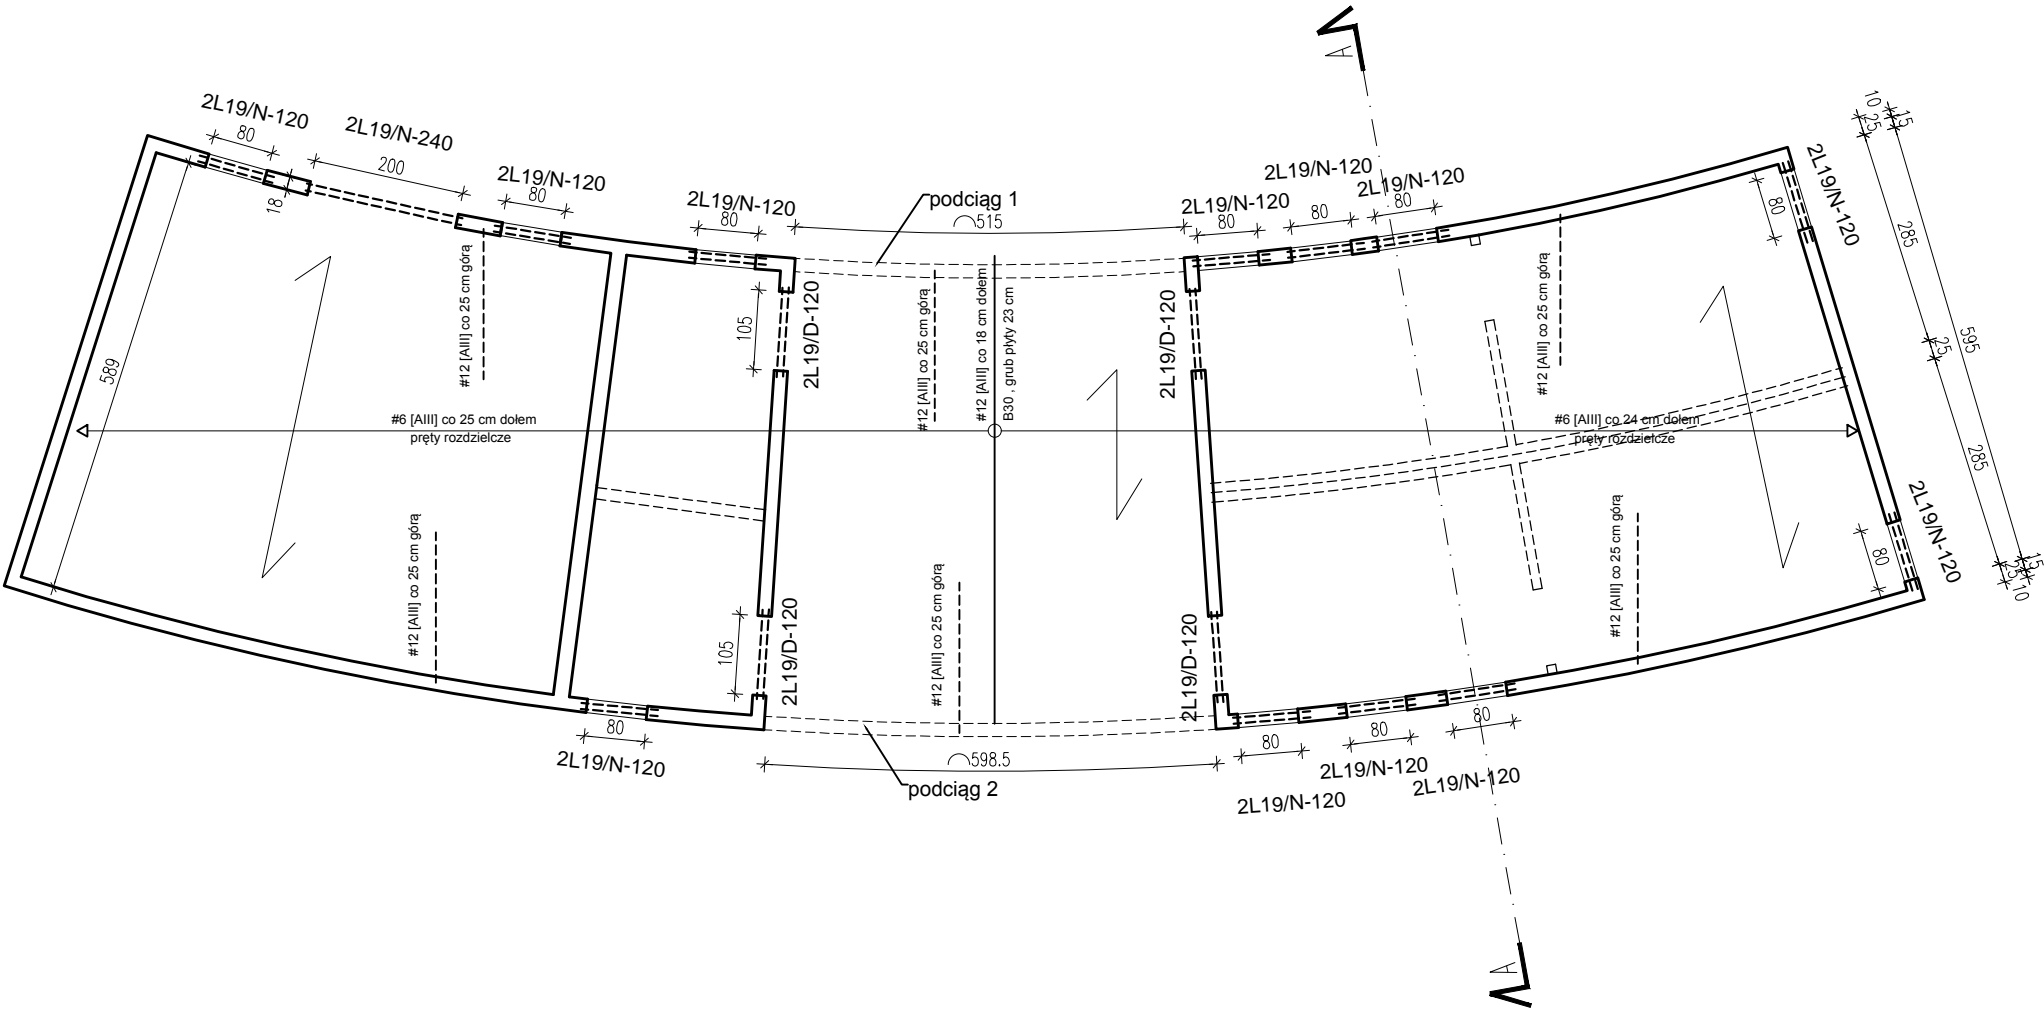 A
2L19/N-120
80
2L19/N-240
200
18
2L19/N-120
80
2L19/N-120
80
podciąg 1
515
2L19/N-120
80
2L19/N-120
80
2L19/N-120
80
10
25
15
2L19/N-120
80
285
595
25
285
589
#12 [AIII] co 25 cm górą
105
2L19/D-120
#12 [AIII] co 25 cm górą
#12 [AIII] co 18 cm dołem
B30 , grub płyty 23 cm
2L19/D-120
#12 [AIII] co 25 cm górą
#6 [AIII] co 25 cm dołem
pręty rozdzielcze
#6 [AIII] co 24 cm dołem
pręty rozdzielcze
#12 [AIII] co 25 cm górą
105
2L19/D-120
#12 [AIII] co 25 cm górą
2L19/D-120
#12 [AIII] co 25 cm górą
80
2L19/N-120
15
25
10
80
2L19/N-120
598.5
podciąg 2
80
2L19/N-120
80
2L19/N-120
80
2L19/N-120
A